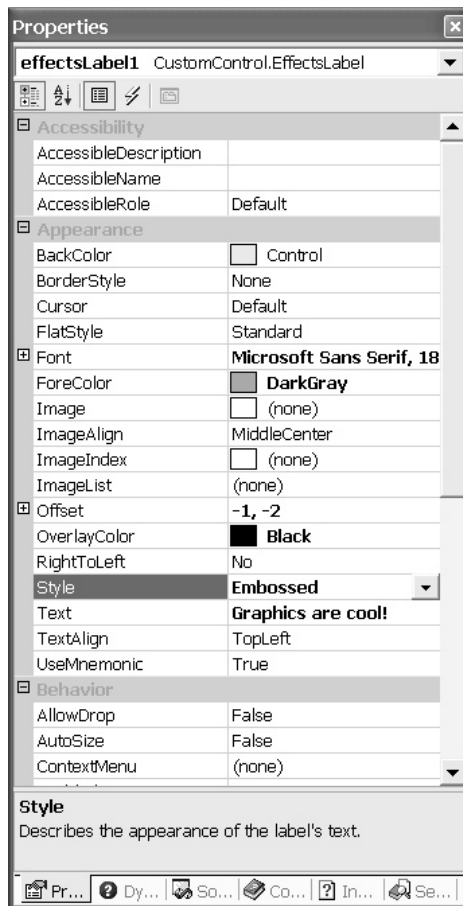 Properties
effectsLabel1 CustomControl.EffectsLabel
Accessibility
AccessibleDescription
AccessibleName
AccessibleRole Default
Appearance
BackColor Control
BorderStyle None
Cursor Default
FlatStyle Standard
Font Microsoft Sans Serif, 18
ForeColor DarkGray
Image (none)
ImageAlign MiddleCenter
ImageIndex (none)
ImageList (none)
Offset -1, -2
OverlayColor Black
RightToLeft No
Style Embossed
Text Graphics are cool!
TextAlign TopLeft
UseMnemonic True
Behavior
AllowDrop False
AutoSize False
ContextMenu (none)
Style
Describes the appearance of the label's text.
Pr... Dy... So... Co... In... Se...